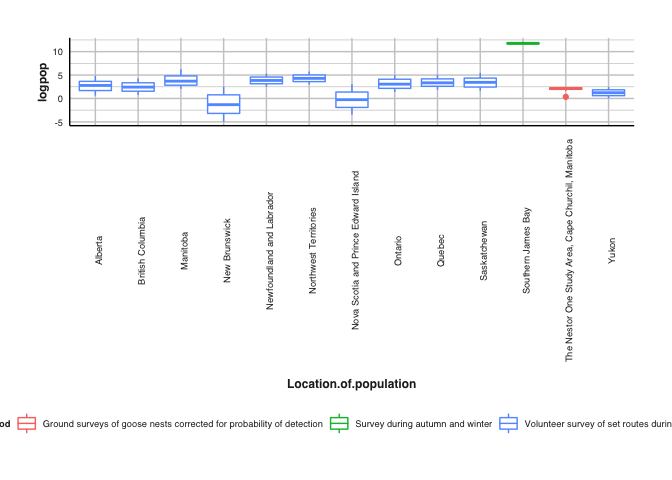 logpop
10
5
0
-5
Alberta
British Columbia
Manitoba
New Brunswick
Newfoundland and Labrador
Northwest Territories
Nova Scotia and Prince Edward Island
Ontario
Quebec
Saskatchewan
Southern James Bay
The Nestor One Study Area, Cape Churchil, Manitoba
Yukon
Location.of.population
od Ground surveys of goose nests corrected for probability of detection Survey during autumn and winter Volunteer survey of set routes durin